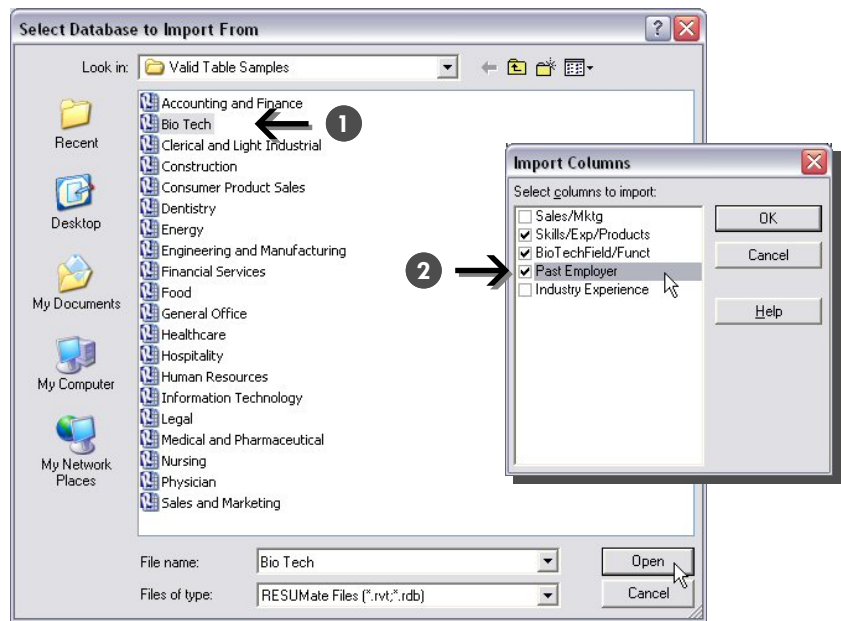 Select Database to Import From
Look in: Valid Table Samples
Recent
Desktop
My Documents
My Computer
My Network
Places
Accounting and Finance
Bio Tech
1
Clerical and Light Industrial
Construction
Consumer Product Sales
Dentistry
Energy
Engineering and Manufacturing
Financial Services
Food
General Office
Healthcare
Hospitality
Human Resources
Information Technology
Legal
Medical and Pharmaceutical
Nursing
Physician
Sales and Marketing
File name: Bio Tech Open
Files of type: RESUMate Files (*.rvt;*.rdb) Cancel
Import Columns
Select columns to import:
Sales/Mktg
Skills/Exp/Products
BioTechField/Funct
2
Past Employer
Industry Experience
OK
Cancel
Help